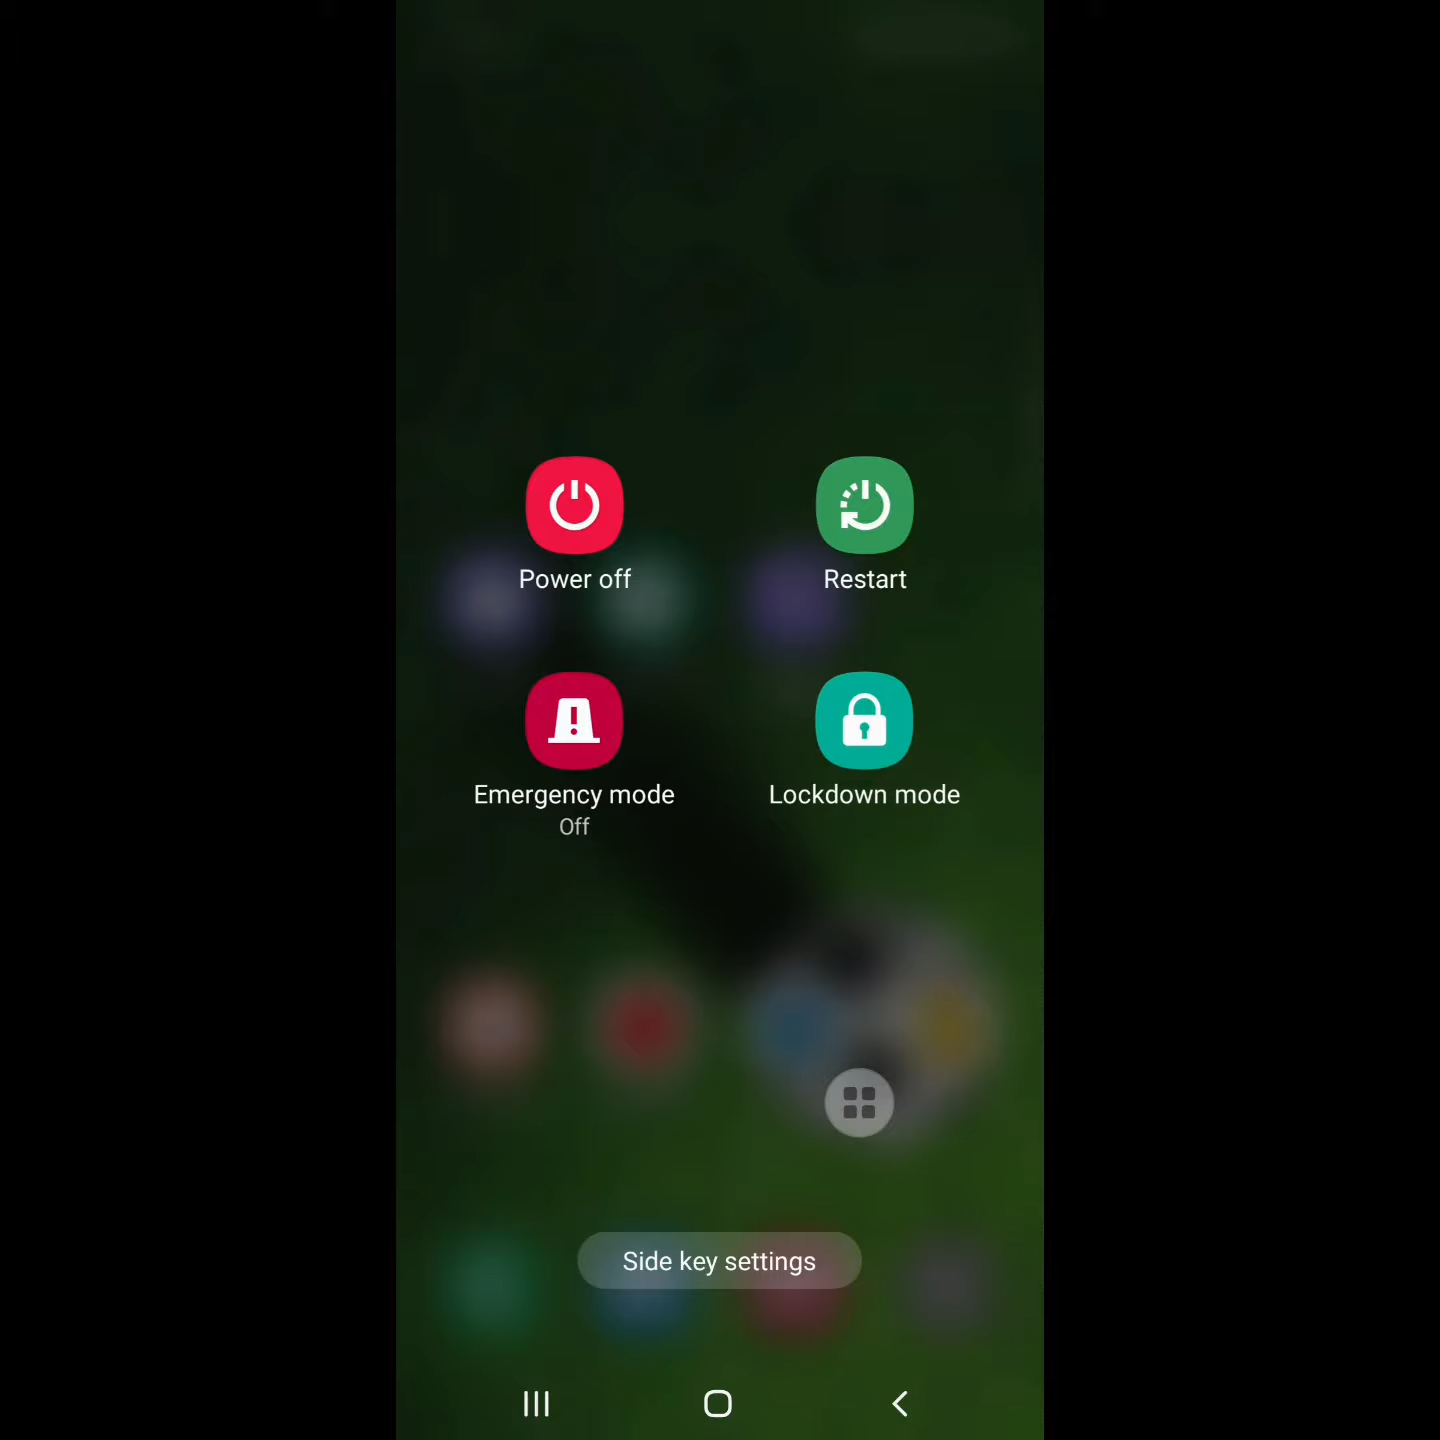 Power off
Restart
Emergency mode
Off
Lockdown mode
Side key settings